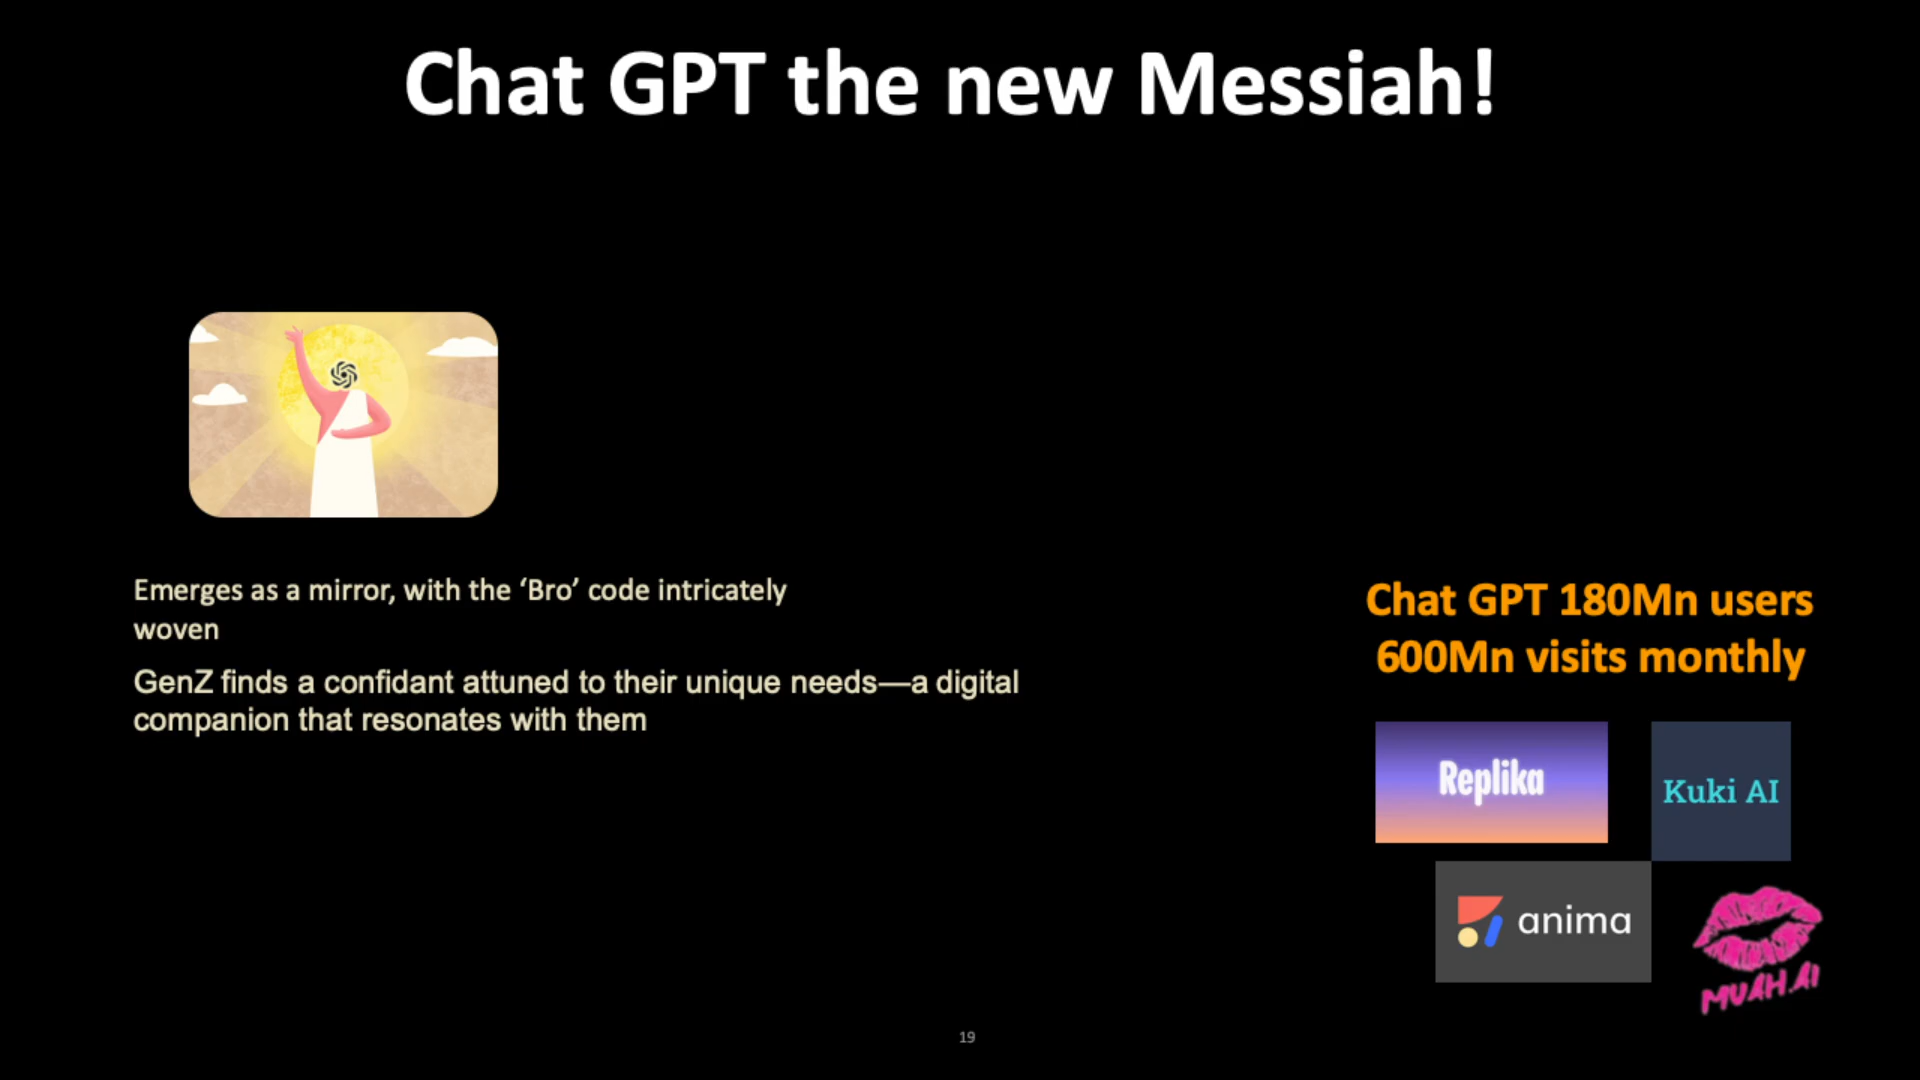 Chat GPT the new Messiah!
Emerges as a mirror, with the ‘Bro’ code intricately
woven
GenZ finds a confidant attuned to their unique needs—a digital
companion that resonates with them
Chat GPT 180Mn users
600Mn visits monthly
Replika
Kuki AI
anima
MUAH.AI
19